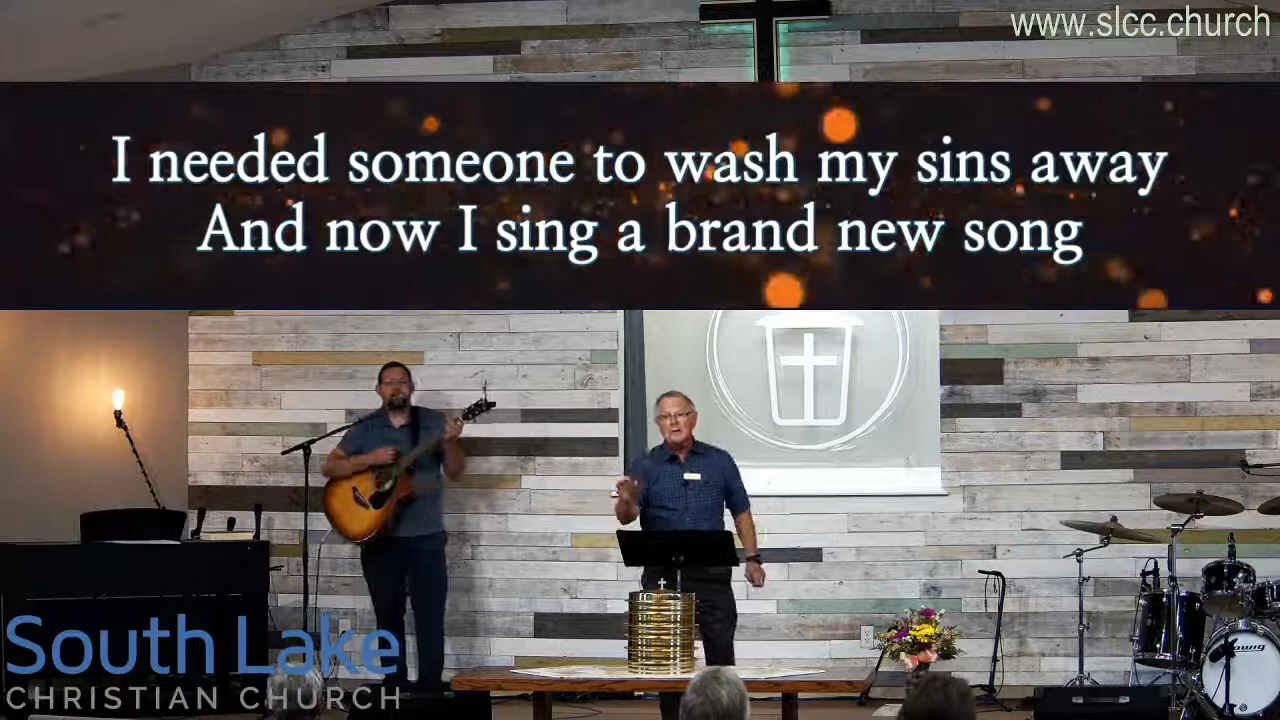 www.slcc.church
I needed someone to wash my sins away
And now I sing a brand new song
South Lake
CHRISTIAN CHURCH